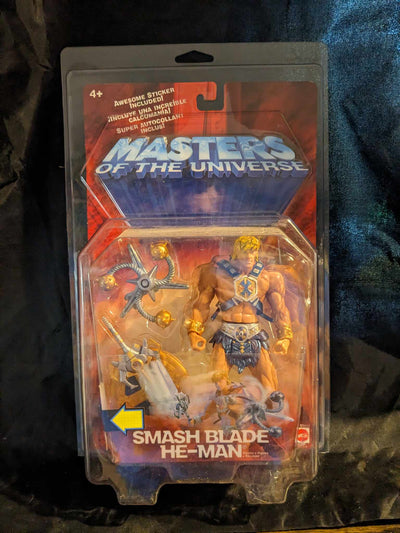 4+
AWESOME STICKER
INCLUDED!
¡INCLUYE UNA INCREÍBLE
CALCOMANÍA!
SUPER AUTOCOLLANT
INCLUS!
MASTERS
OF THE UNIVERSE
SMASH BLADE
HE-MAN